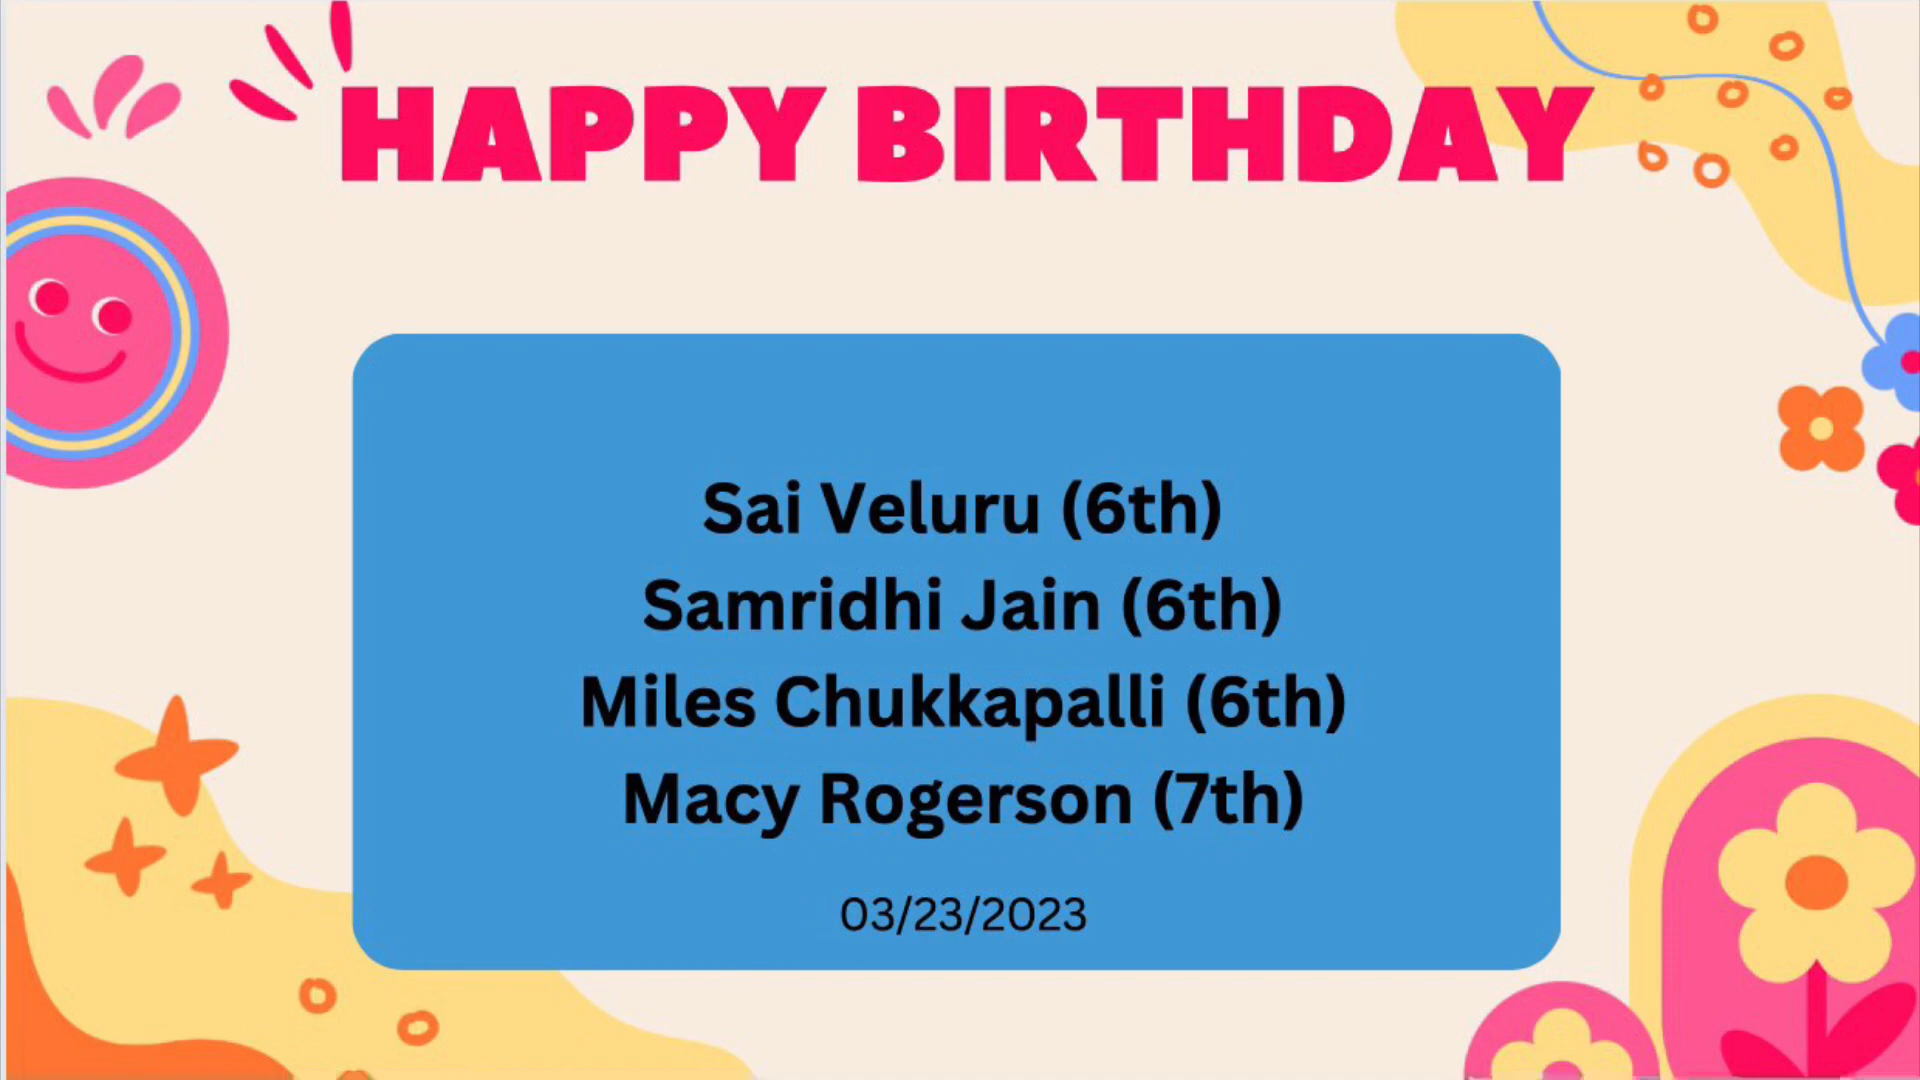 HAPPY BIRTHDAY
Sai Veluru (6th)
Samridhi Jain (6th)
Miles Chukkapalli (6th)
Macy Rogerson (7th)
03/23/2023